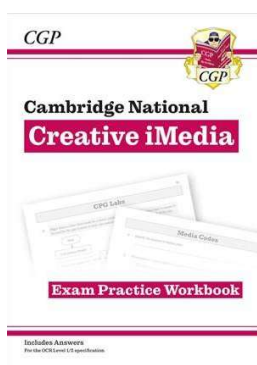 CGP
CGP
Cambridge National
Creative iMedia
CPG Labs
Media Codes
Exam Practice Workbook
Includes Answers
For the OCR Level 1/2 specification